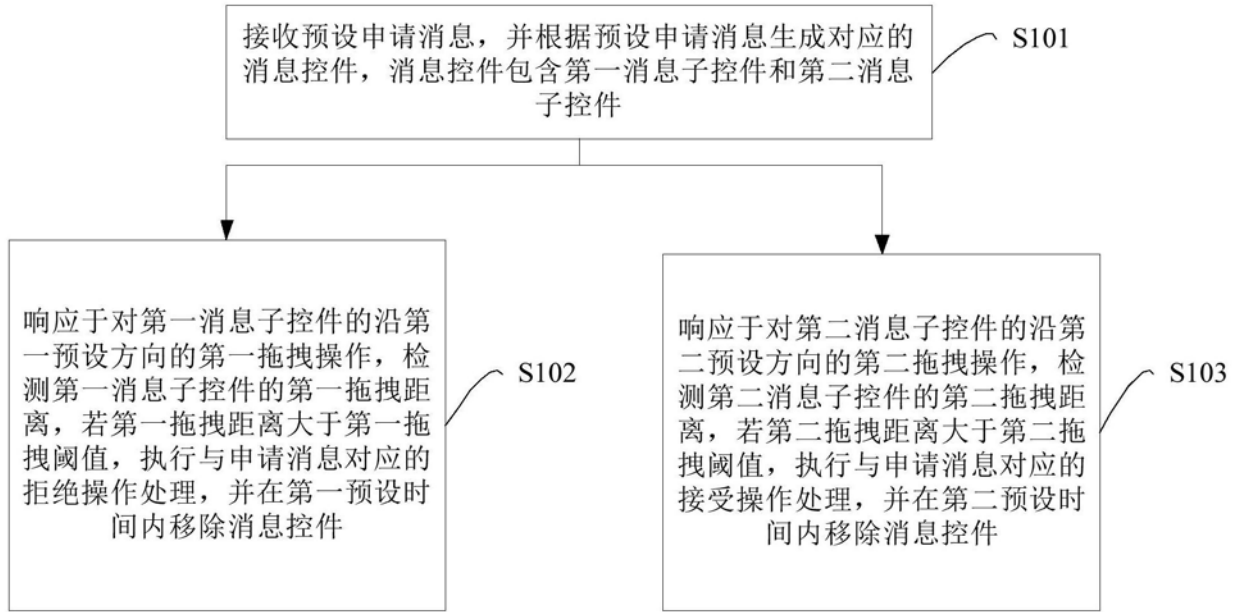 接收预设申请消息，并根据预设申请消息生成对应的
消息控件，消息控件包含第一消息子控件和第二消息
子控件
S101
响应于对第一消息子控件的沿第
一预设方向的第一拖拽操作，检
测第一消息子控件的第一拖拽距
离，若第一拖拽距离大于第一拖
拽阈值，执行与申请消息对应的
拒绝操作处理，并在第一预设时
间内移除消息控件
S102
响应于对第二消息子控件的沿第
二预设方向的第二拖拽操作，检
测第二消息子控件的第二拖拽距
离，若第二拖拽距离大于第二拖
拽阈值，执行与申请消息对应的
接受操作处理，并在第二预设时
间内移除消息控件
S103